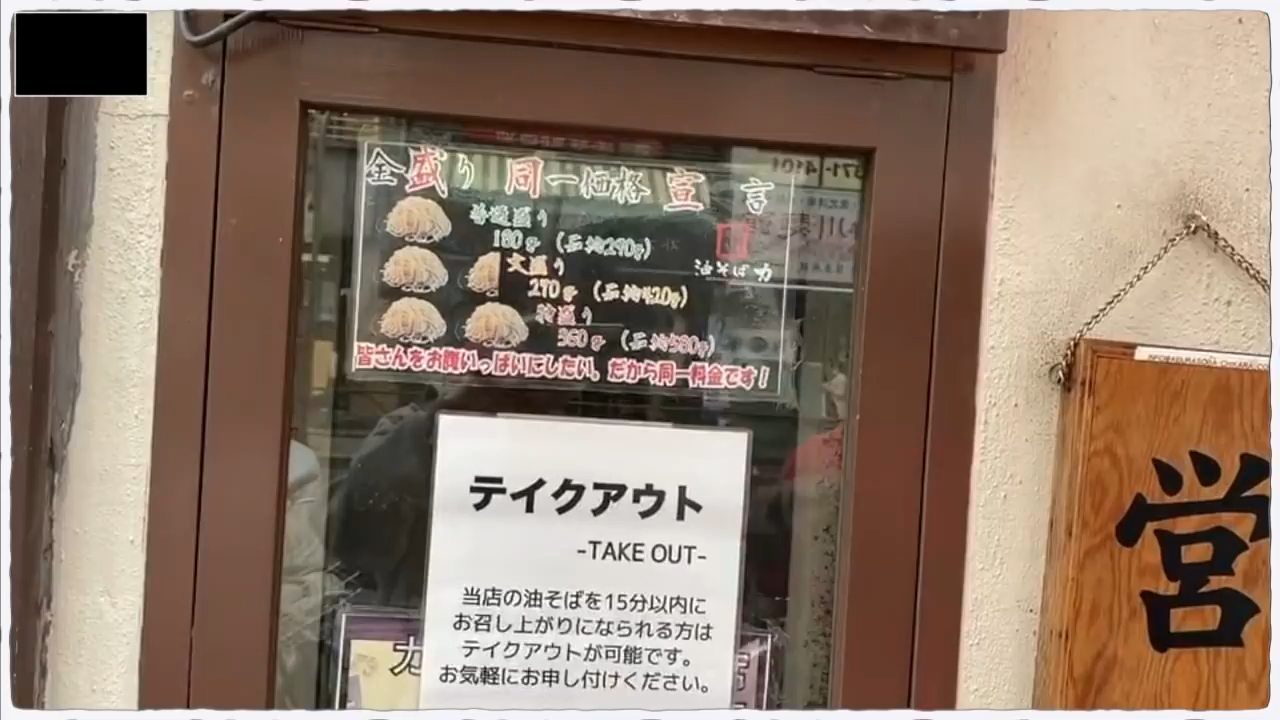 全盛り同一価格宣言
普通盛り
180g (茹約290g)
大盛り
270g (茹約420g)
特盛り
360g (茹約580g)
油そば 力
皆さんをお腹いっぱいにしたい。だから同一料金です！
テイクアウト
-TAKE OUT-
当店の油そばを15分以内に
お召し上がりになられる方は
テイクアウトが可能です。
お気軽にお申し付けください。
営